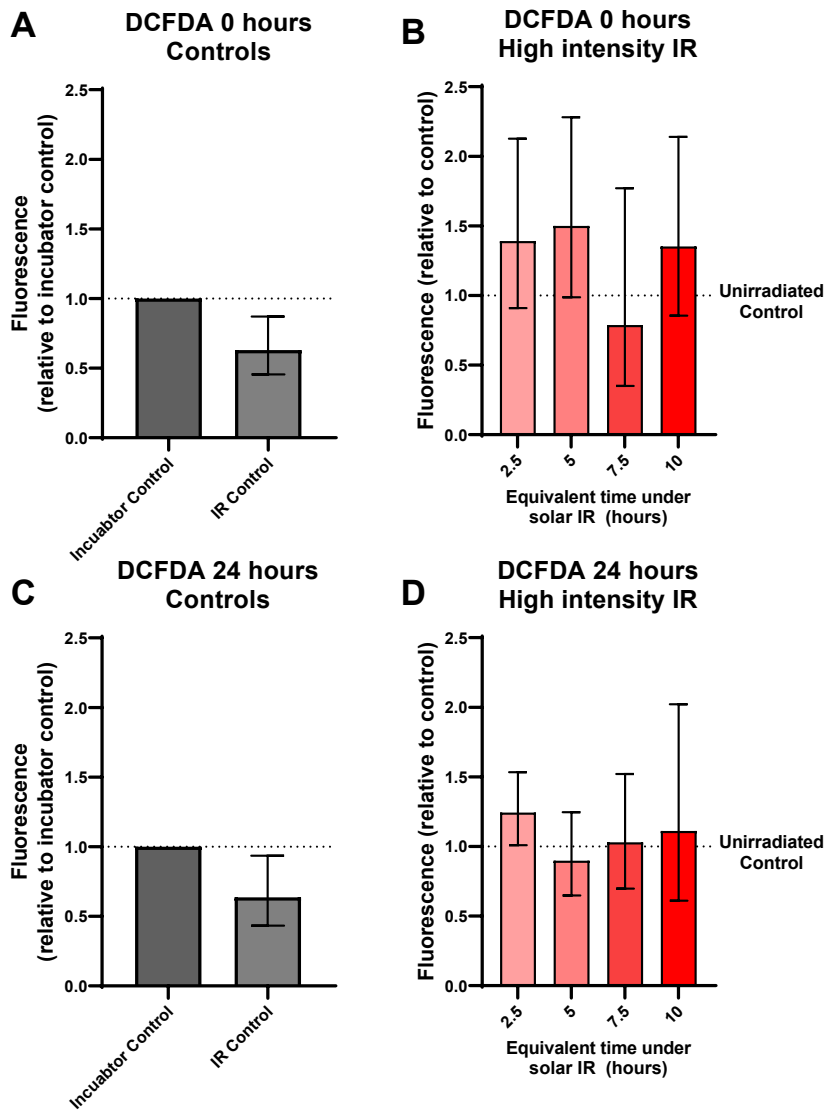 A
DCFDA 0 hours
Controls
Fluorescence
(relative to incubator control)
2.5
2.0
1.5
1.0
0.5
0.0
Incuabtor Control
IR Control
B
DCFDA 0 hours
High intensity IR
Fluorescence (relative to control)
2.5
2.0
1.5
1.0
0.5
0.0
Unirradiated
Control
2.5
5
7.5
10
Equivalent time under
solar IR (hours)
C
DCFDA 24 hours
Controls
Fluorescence
(relative to incubator control)
2.5
2.0
1.5
1.0
0.5
0.0
Incuabtor Control
IR Control
D
DCFDA 24 hours
High intensity IR
Fluorescence (relative to control)
2.5
2.0
1.5
1.0
0.5
0.0
Unirradiated
Control
2.5
5
7.5
10
Equivalent time under
solar IR (hours)